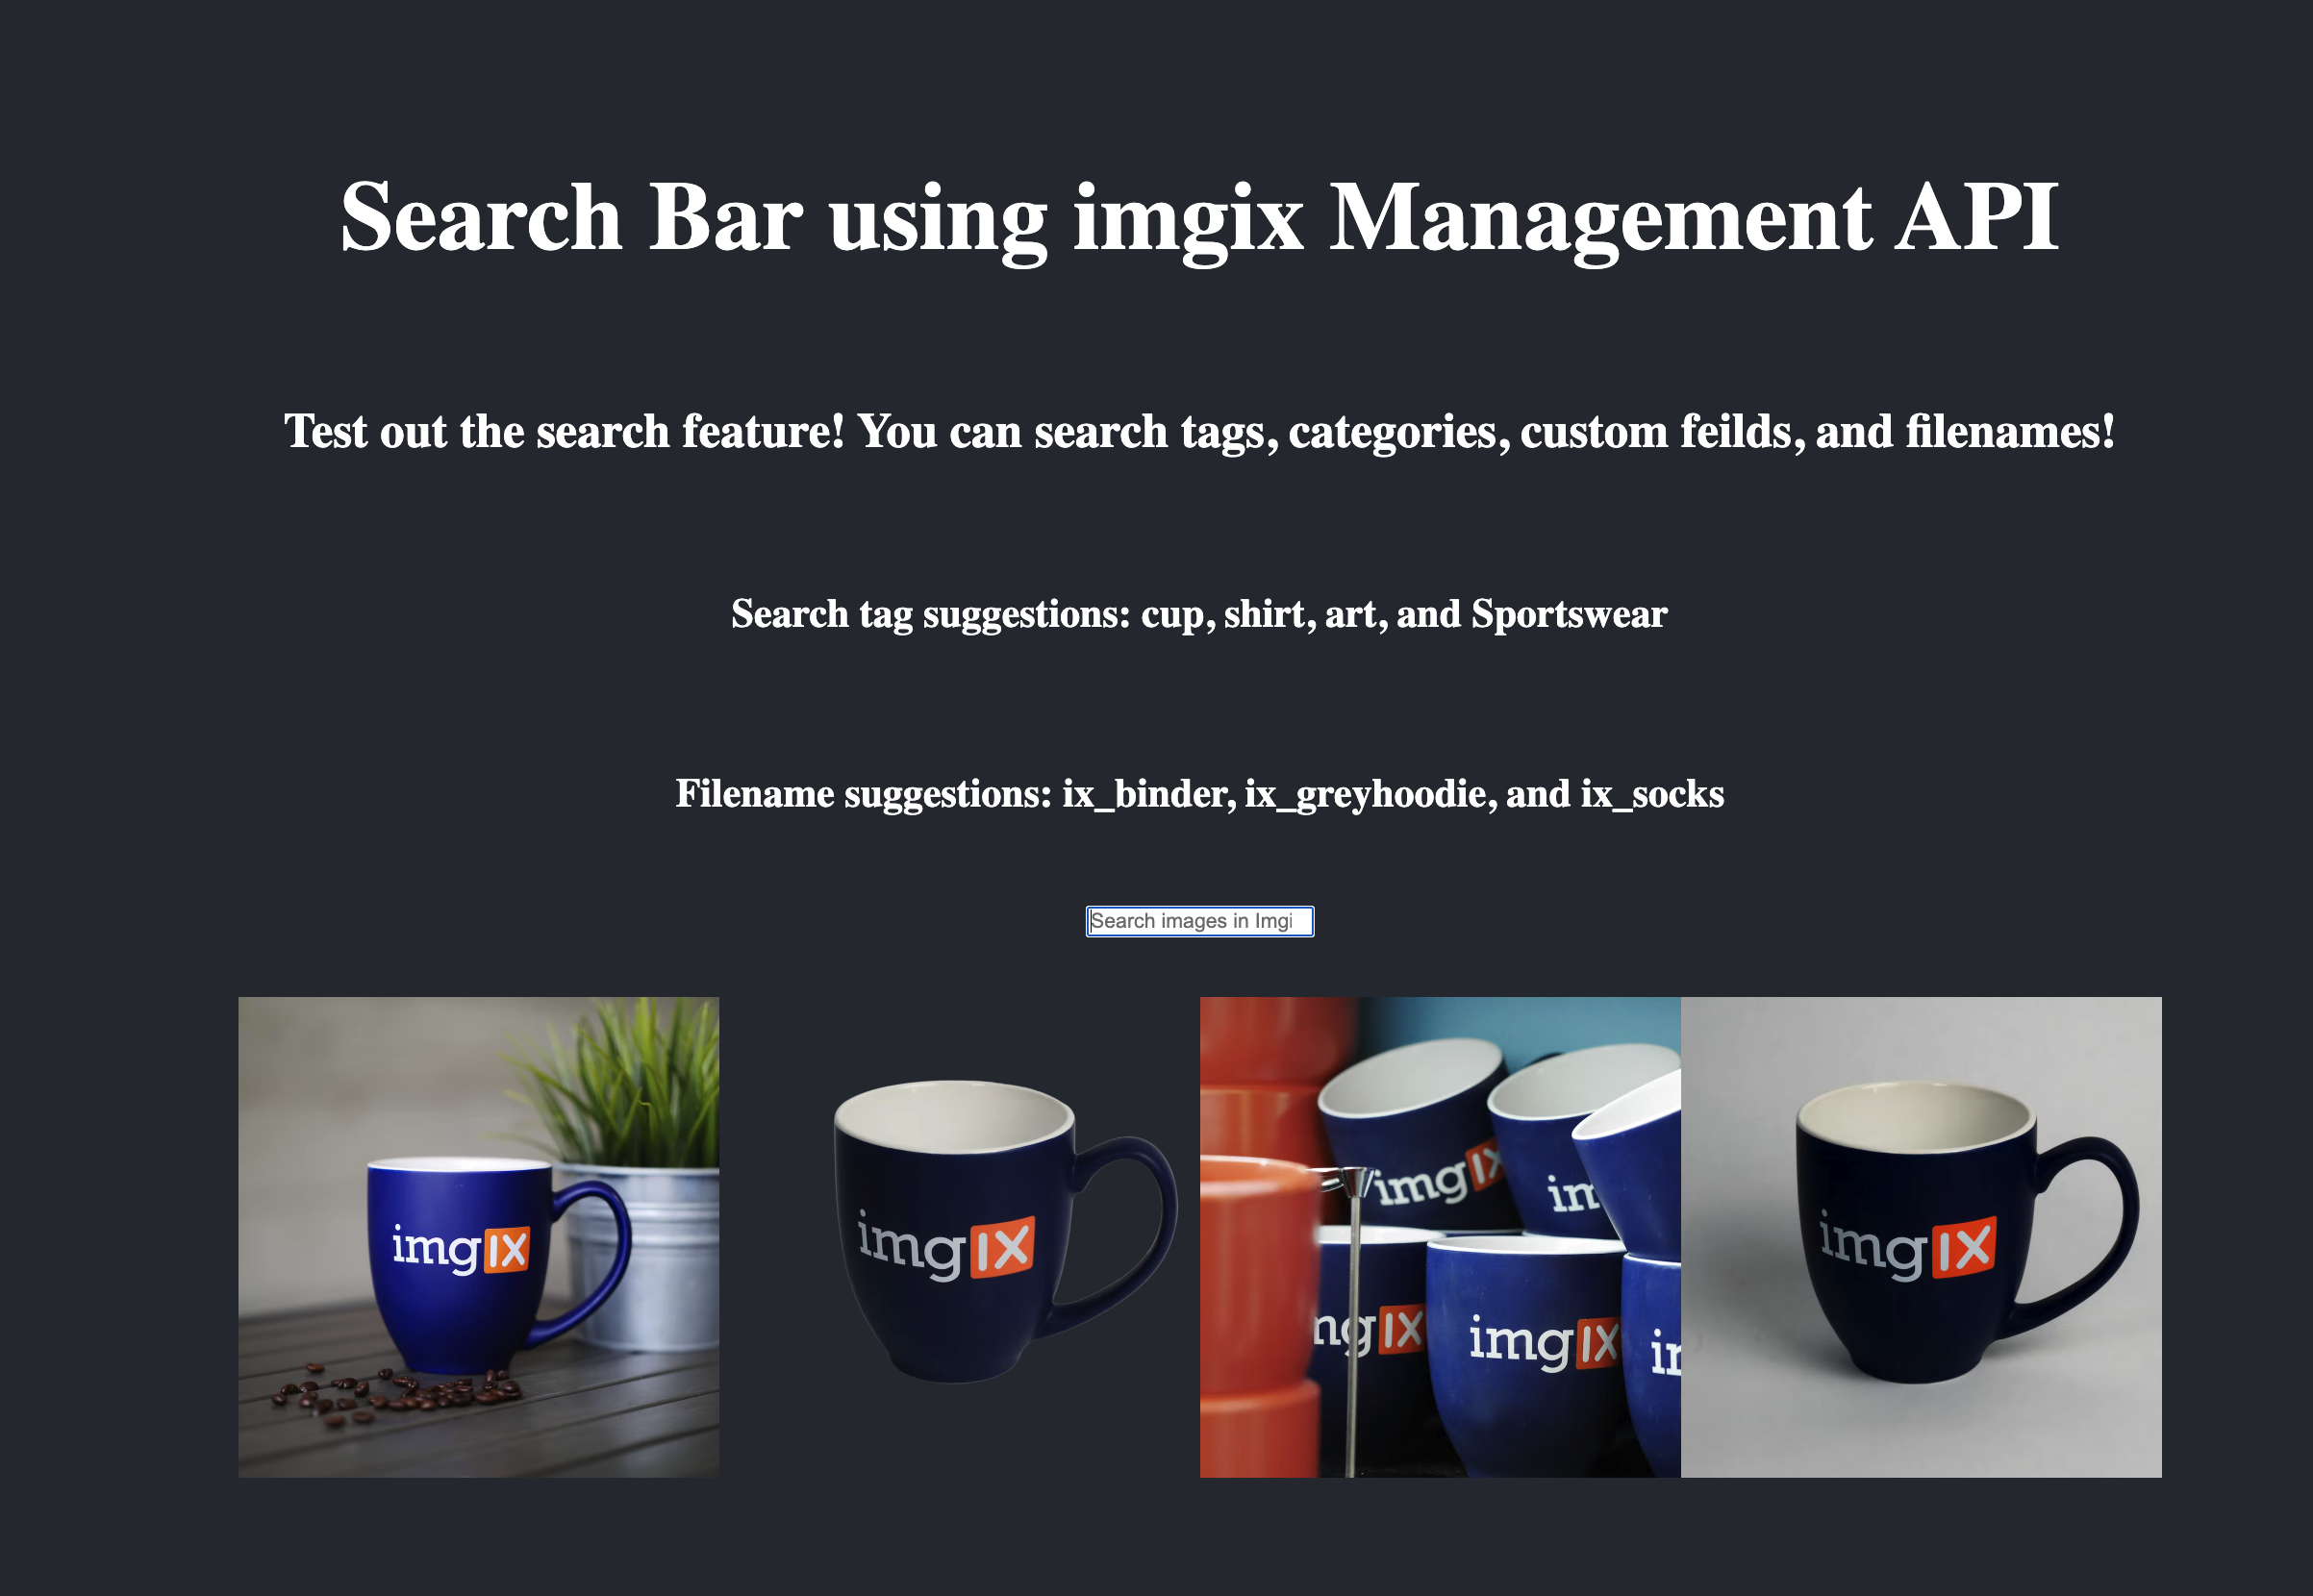 Search Bar using imgix Management API
Test out the search feature! You can search tags, categories, custom feilds, and filenames!
Search tag suggestions: cup, shirt, art, and Sportswear
Filename suggestions: ix_binder, ix_greyhoodie, and ix_socks
Search images in Imgi
imgIX
imgIX
imgIX
im
ngIX
imgIX
im
imgIX